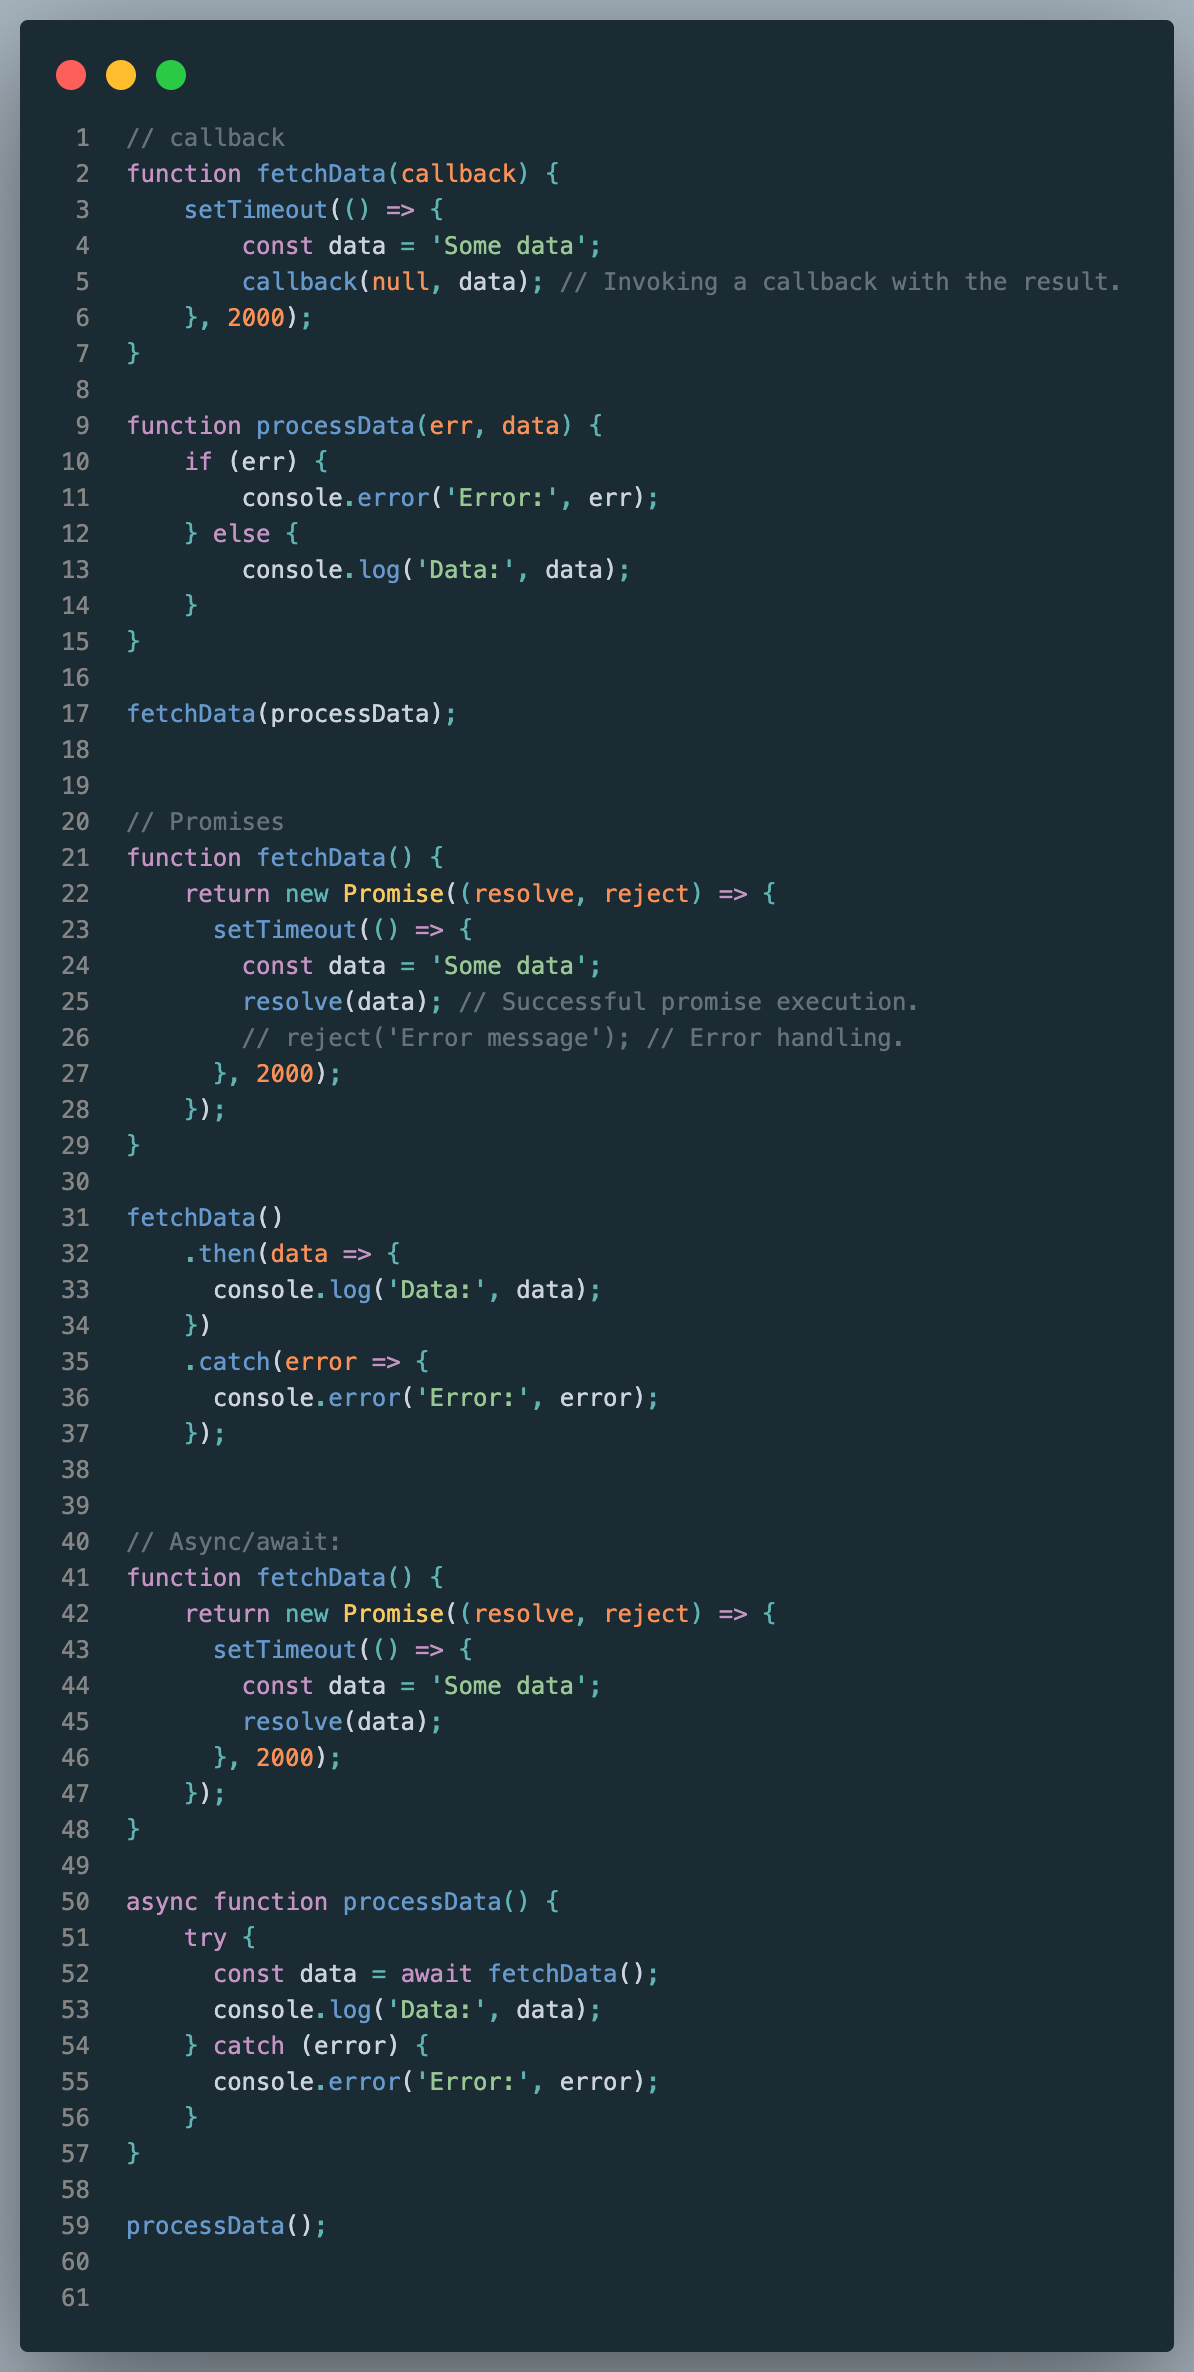 1 // callback
2 function fetchData(callback) {
3     setTimeout(() => {
4         const data = 'Some data';
5         callback(null, data); // Invoking a callback with the result.
6     }, 2000);
7 }
8
9 function processData(err, data) {
10     if (err) {
11         console.error('Error:', err);
12     } else {
13         console.log('Data:', data);
14     }
15 }
16
17 fetchData(processData);
18
19
20 // Promises
21 function fetchData() {
22     return new Promise((resolve, reject) => {
23       setTimeout(() => {
24         const data = 'Some data';
25         resolve(data); // Successful promise execution.
26         // reject('Error message'); // Error handling.
27       }, 2000);
28     });
29 }
30
31 fetchData()
32     .then(data => {
33       console.log('Data:', data);
34     })
35     .catch(error => {
36       console.error('Error:', error);
37     });
38
39
40 // Async/await:
41 function fetchData() {
42     return new Promise((resolve, reject) => {
43       setTimeout(() => {
44         const data = 'Some data';
45         resolve(data);
46       }, 2000);
47     });
48 }
49
50 async function processData() {
51     try {
52       const data = await fetchData();
53       console.log('Data:', data);
54     } catch (error) {
55       console.error('Error:', error);
56     }
57 }
58
59 processData();
60
61